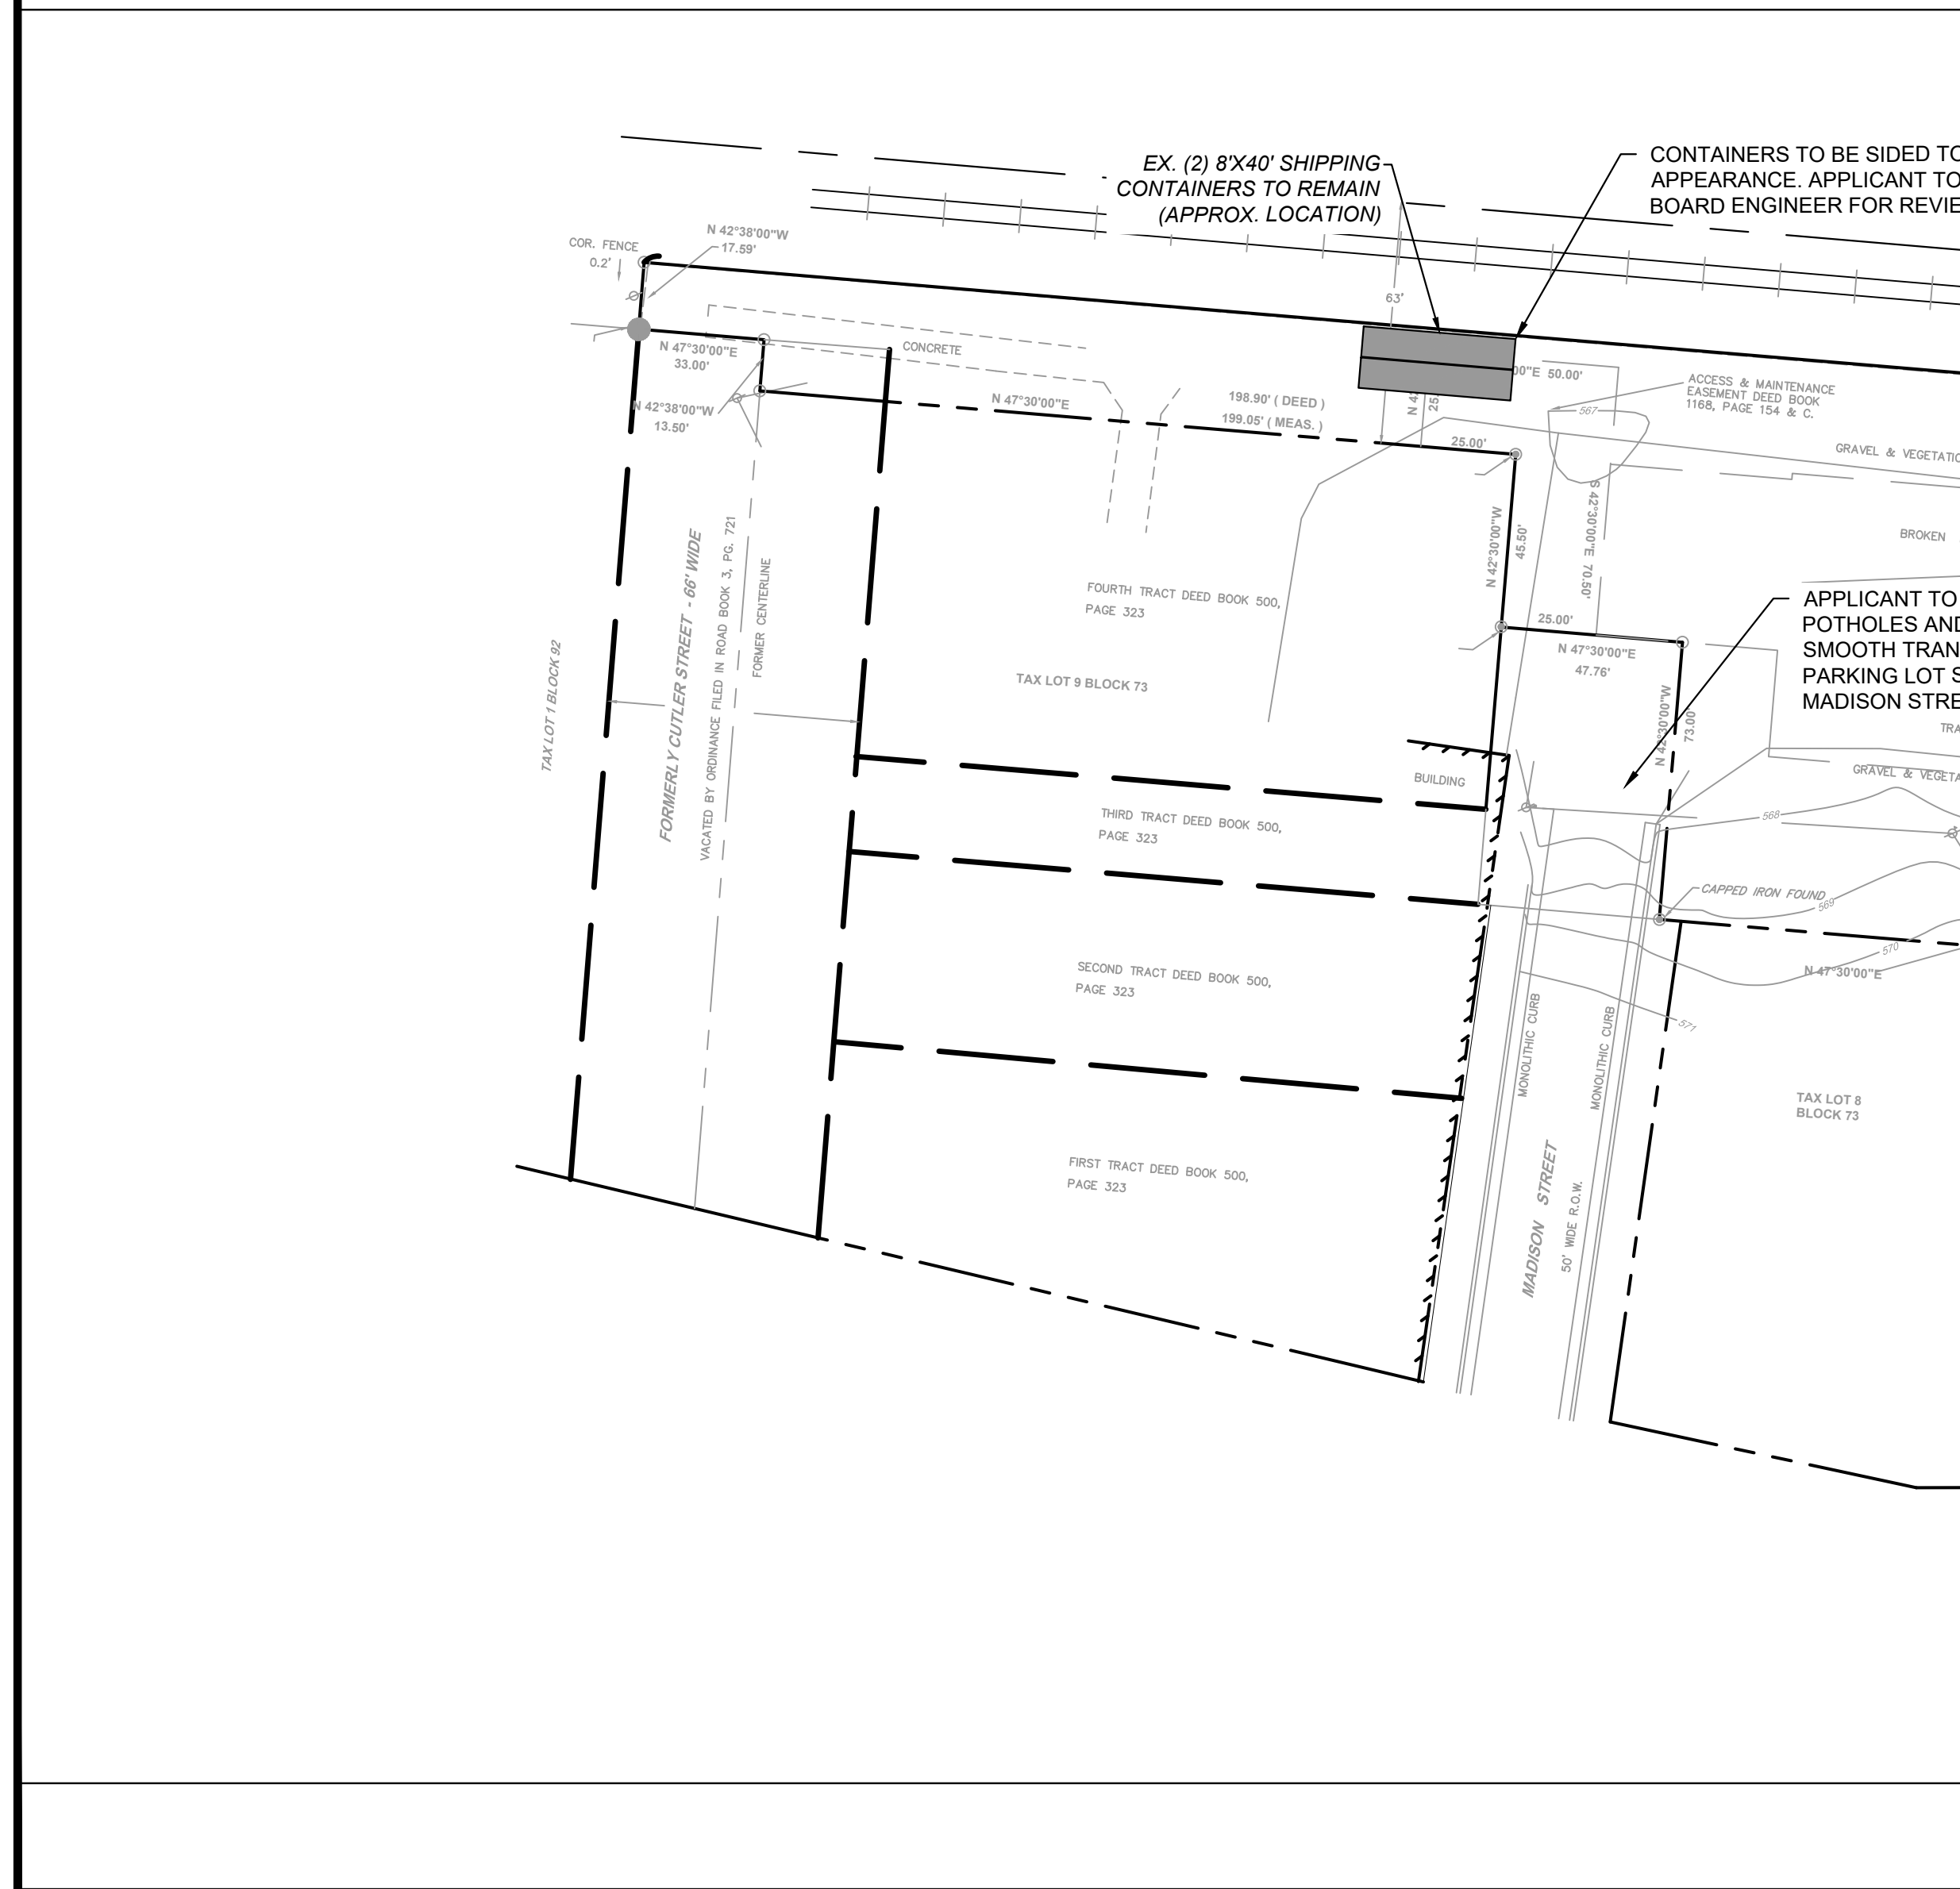 EX. (2) 8'X40' SHIPPING
CONTAINERS TO REMAIN
(APPROX. LOCATION)
CONTAINERS TO BE SIDED TO
APPEARANCE. APPLICANT TO
BOARD ENGINEER FOR REVIE
N 42°38'00"W
17.59'
COR. FENCE
0.2'
63'
N 47°30'00"E
33.00'
CONCRETE
N 42°38'00"W
13.50'
N 47°30'00"E
198.90' ( DEED )
199.05' ( MEAS. )
00"E 50.00'
N 42
25.
25.00'
ACCESS & MAINTENANCE
EASEMENT DEED BOOK
1168, PAGE 154 & C.
567
GRAVEL & VEGETATIO
S 42°30'00"E 70.50'
BROKEN
N 42°30'00"W
45.50'
FORMERLY CUTLER STREET - 66' WIDE
VACATED BY ORDINANCE FILED IN ROAD BOOK 3, PG. 721
FORMER CENTERLINE
TAX LOT 1 BLOCK 92
FOURTH TRACT DEED BOOK 500,
PAGE 323
TAX LOT 9 BLOCK 73
25.00'
N 47°30'00"E
47.76'
APPLICANT TO
POTHOLES AND
SMOOTH TRAN
PARKING LOT S
MADISON STRE
N 42°30'00"W
73.00'
TRA
GRAVEL & VEGETA
BUILDING
THIRD TRACT DEED BOOK 500,
PAGE 323
568
CAPPED IRON FOUND
569
570
N 47°30'00"E
571
SECOND TRACT DEED BOOK 500,
PAGE 323
MONOLITHIC CURB
MONOLITHIC CURB
TAX LOT 8
BLOCK 73
FIRST TRACT DEED BOOK 500,
PAGE 323
MADISON STREET
50' WIDE R.O.W.